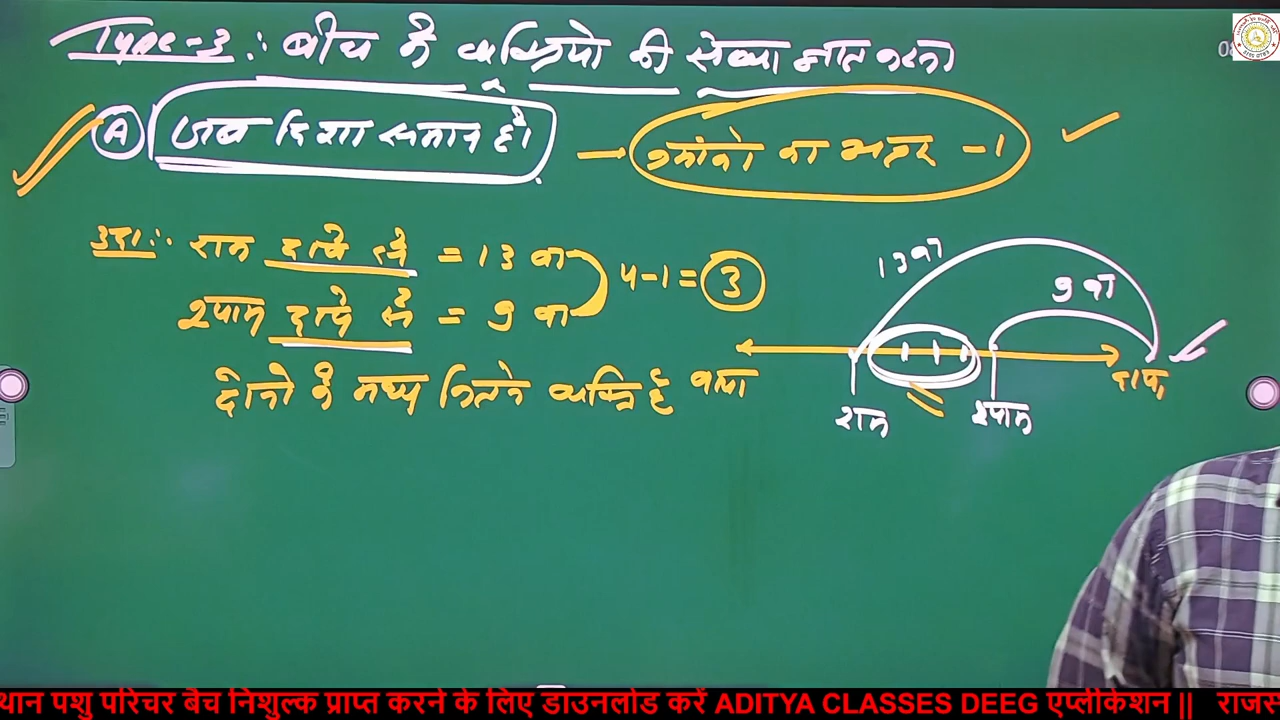 Type-3: बीच के व्यक्तियों की संख्या ज्ञात करना
(A) जब दिशा समान हो। → क्रमांको का अन्तर -1
उदा: राम दाये से = 13 वा
श्याम दाये से = 9 वा
4-1 = 3
दोनो के मध्य कितने व्यक्ति है बता
13वा
9 वा
राम
श्याम
दाया
थान पशु परिचर बैच निशुल्क प्राप्त करने के लिए डाउनलोड करें ADITYA CLASSES DEEG एप्लीकेशन || राजस